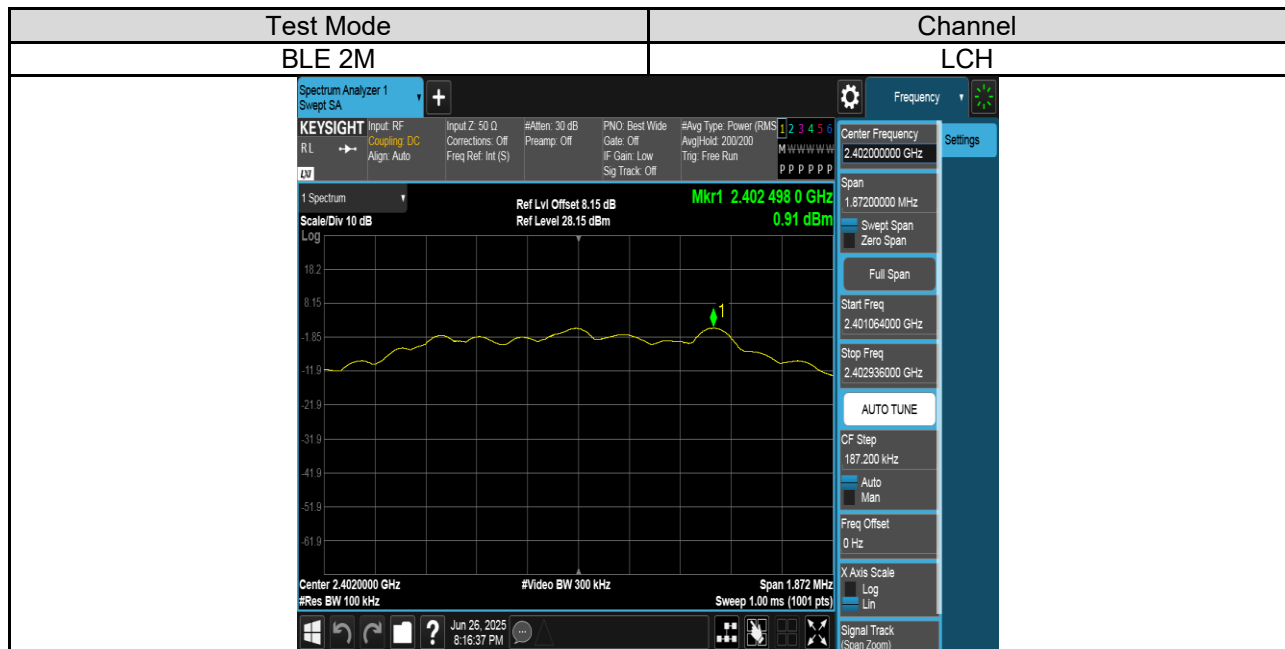 Test Mode Channel
BLE 2M LCH
Spectrum Analyzer 1
Swept SA
+
Frequency
KEYSIGHT
RL
LXI
Input: RF
Coupling: DC
Align: Auto
Input Z: 50 Ω
Corrections: Off
Freq Ref: Int (S)
#Atten: 30 dB
Preamp: Off
PNO: Best Wide
Gate: Off
IF Gain: Low
Sig Track: Off
#Avg Type: Power (RMS
Avg|Hold: 200/200
Trig: Free Run
1 2 3 4 5 6
M W W W W W
P P P P P P
1 Spectrum
Scale/Div 10 dB
Log
Ref Lvl Offset 8.15 dB
Ref Level 28.15 dBm
Mkr1 2.402 498 0 GHz
0.91 dBm
18.2
8.15
-1.85
-11.9
-21.9
-31.9
-41.9
-51.9
-61.9
1
Center 2.4020000 GHz
#Res BW 100 kHz
#Video BW 300 kHz
Span 1.872 MHz
Sweep 1.00 ms (1001 pts)
Jun 26, 2025
8:16:37 PM
Center Frequency
2.402000000 GHz
Settings
Span
1.87200000 MHz
Swept Span
Zero Span
Full Span
Start Freq
2.401064000 GHz
Stop Freq
2.402936000 GHz
AUTO TUNE
CF Step
187.200 kHz
Auto
Man
Freq Offset
0 Hz
X Axis Scale
Log
Lin
Signal Track
(Span Zoom)